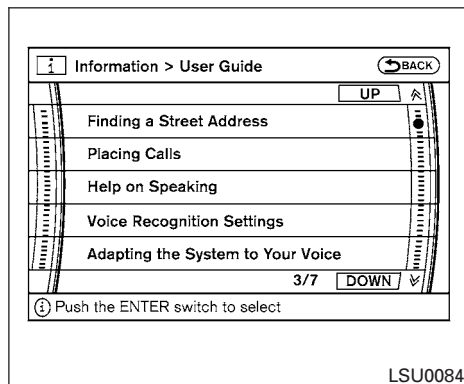 i Information > User Guide BACK
UP
Finding a Street Address
Placing Calls
Help on Speaking
Voice Recognition Settings
Adapting the System to Your Voice
3/7 DOWN
i Push the ENTER switch to select
LSU0084